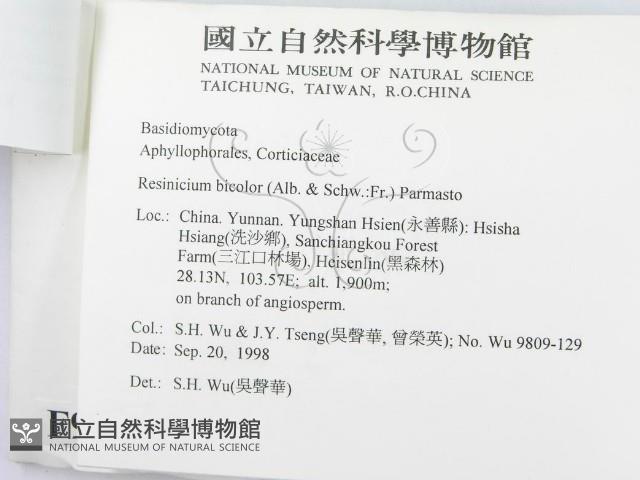 國立自然科學博物館
NATIONAL MUSEUM OF NATURAL SCIENCE
TAICHUNG, TAIWAN, R.O.CHINA
Basidiomycota
Aphyllophorales, Corticiaceae
Resinicium bicolor (Alb. & Schw.:Fr.) Parmasto
Loc.: China. Yunnan. Yungshan Hsien(永善縣): Hsisha
Hsiang(洗沙鄉), Sanchiangkou Forest
Farm(三江口林場), Heisenlin(黑森林)
28.13N, 103.57E; alt. 1,900m;
on branch of angiosperm.
Col.: S.H. Wu & J.Y. Tseng(吳聲華, 曾榮英); No. Wu 9809-129
Date: Sep. 20, 1998
Det.: S.H. Wu(吳聲華)
國立自然科學博物館
NATIONAL MUSEUM OF NATURAL SCIENCE